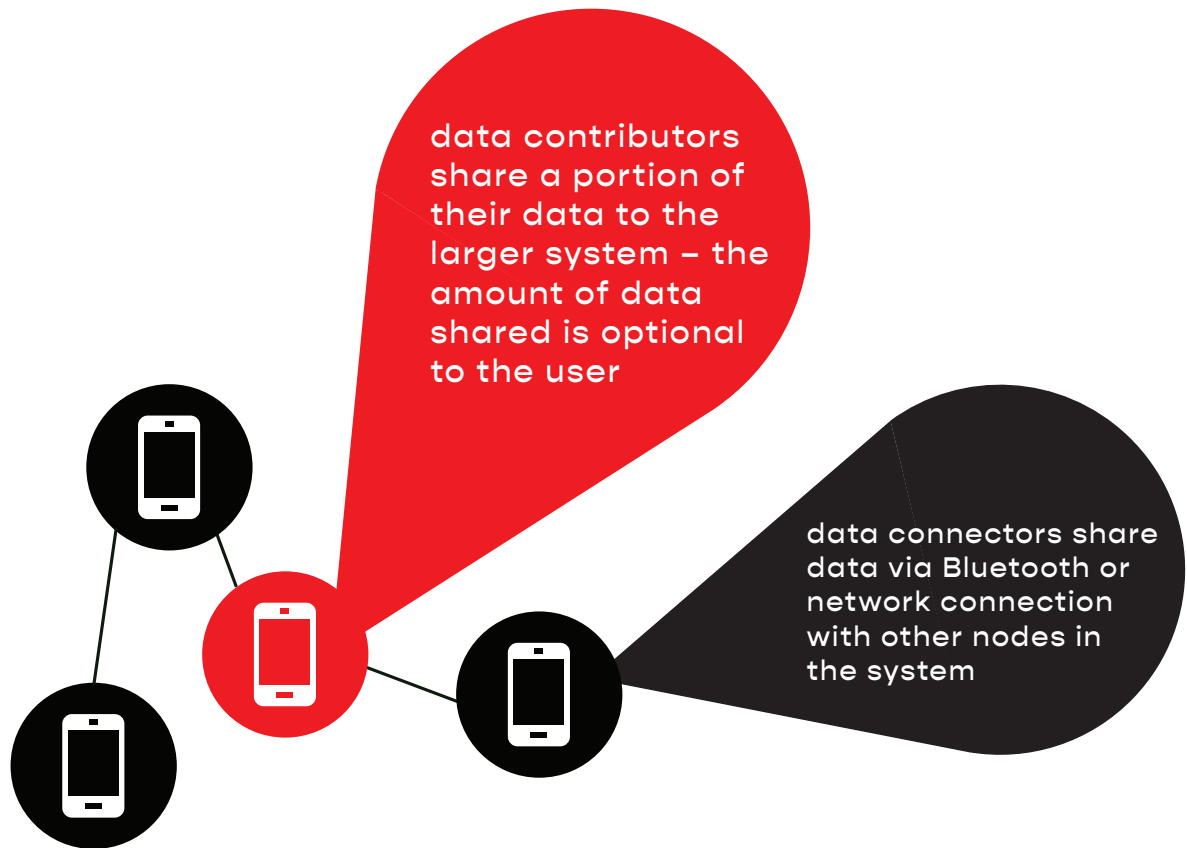 data contributors
share a portion of
their data to the
larger system – the
amount of data
shared is optional
to the user
data connectors share
data via Bluetooth or
network connection
with other nodes in
the system